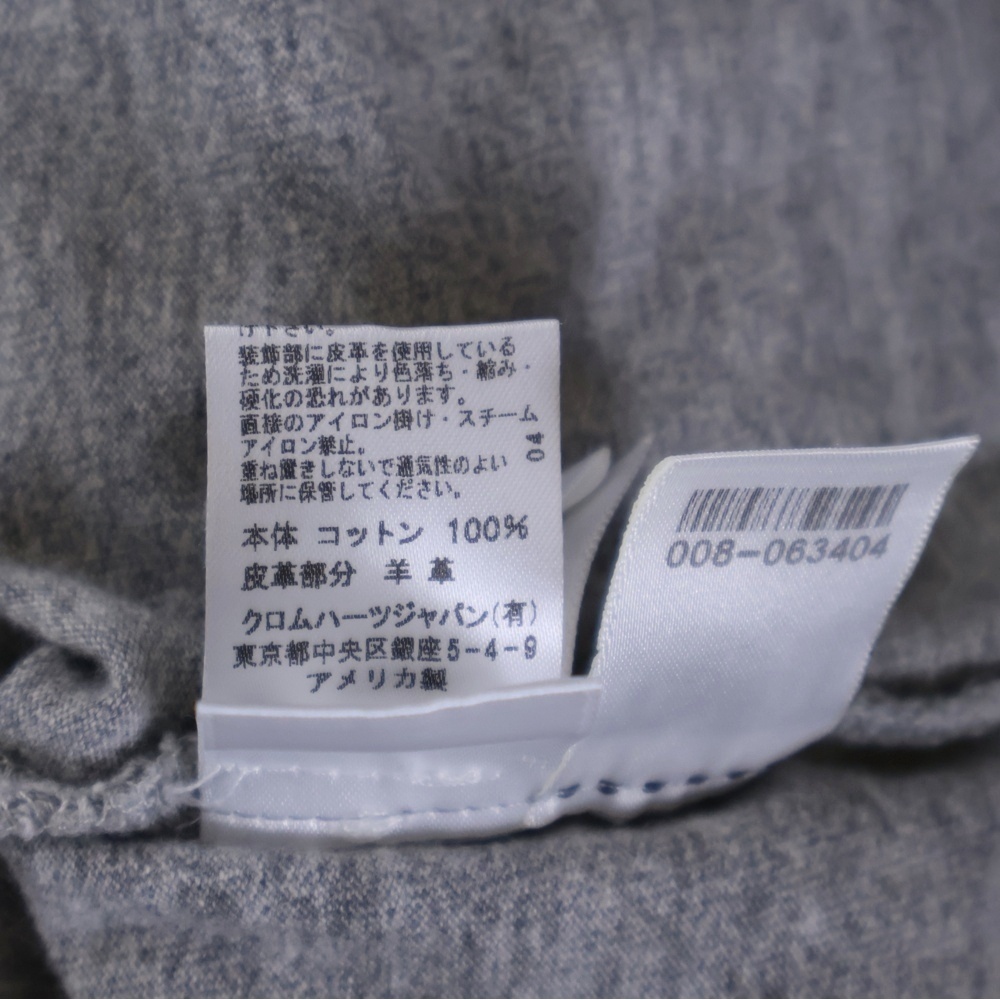 け下さい。
装飾部に皮革を使用している
ため洗濯により色落ち・縮み・
硬化の恐れがあります。
直接のアイロン掛け・スチーム
アイロン禁止。
重ね置きしないで通気性のよい
場所に保管してください。
04
本体 コットン 100%
皮革部分 羊革
クロムハーツジャパン(有)
東京都中央区銀座5-4-9
アメリカ製
008-063404